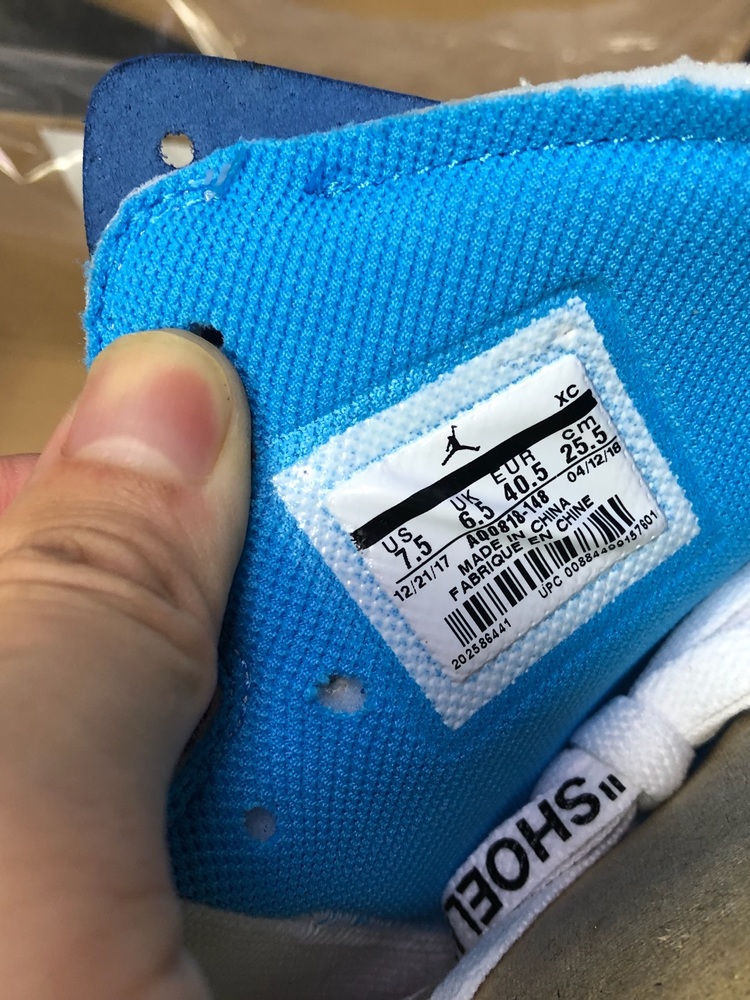 XC
US UK EUR cm
7.5 6.5 40.5 25.5
12/21/17 AQ0818-148 04/12/18
MADE IN CHINA
FABRIQUE EN CHINE
202586441
UPC
"SHOEL